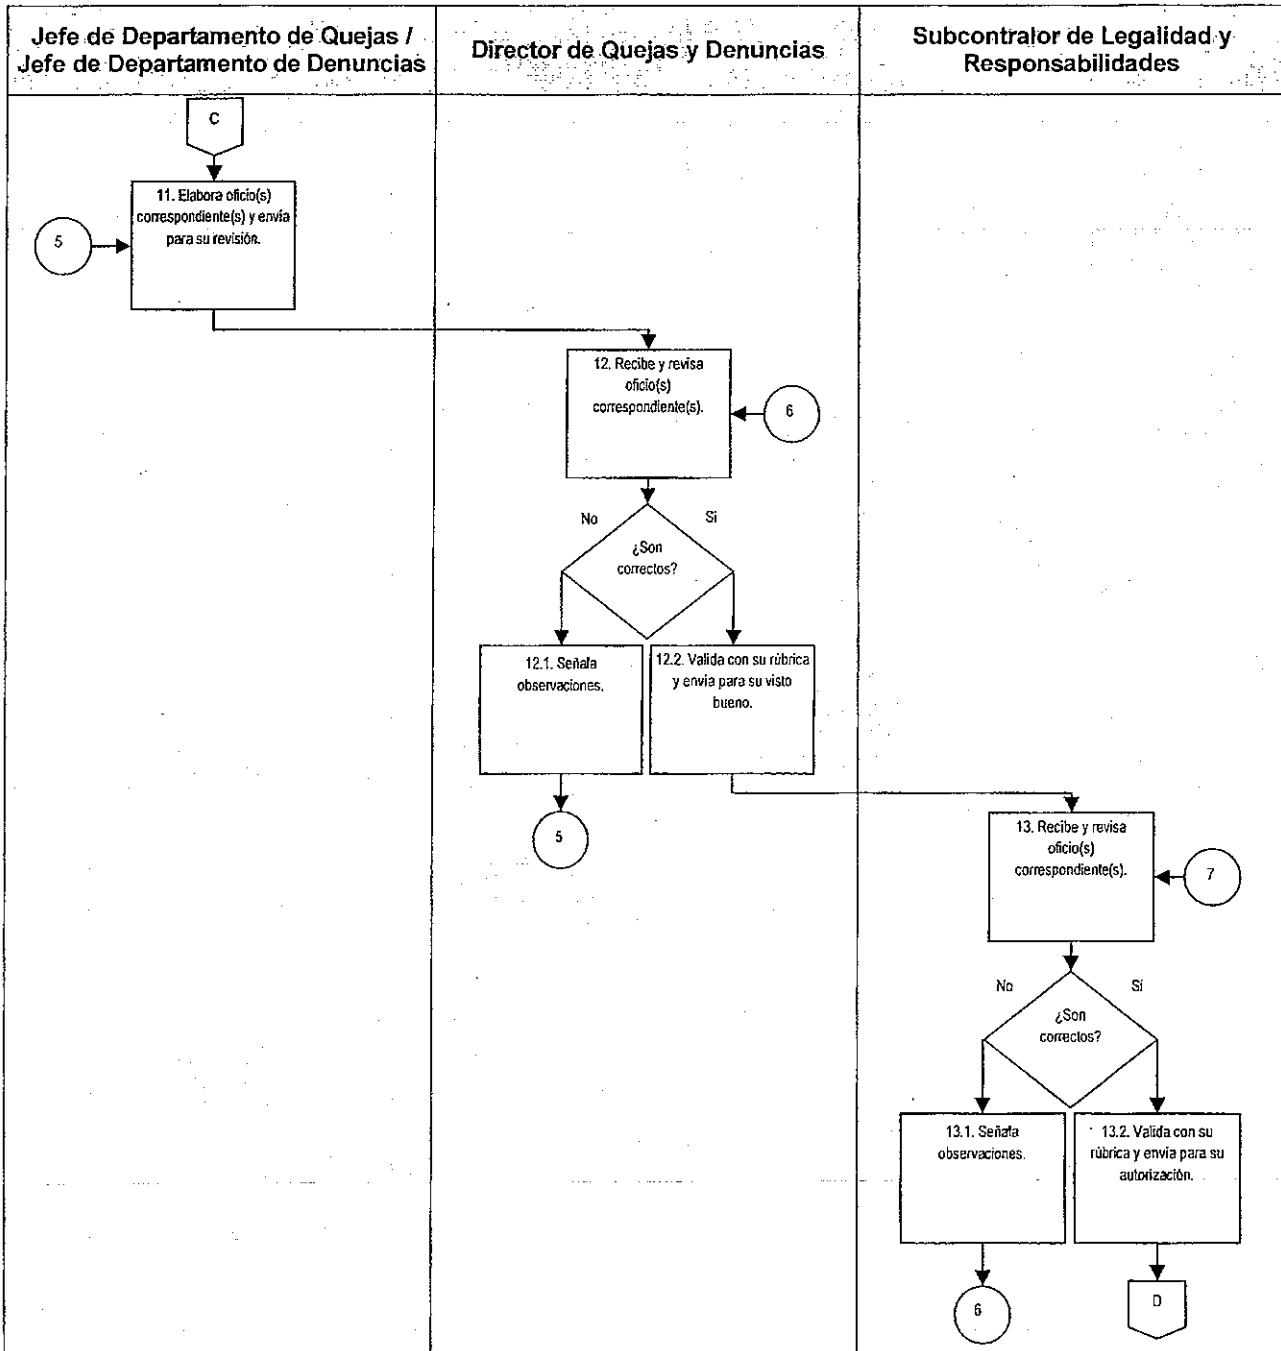 Jefe de Departamento de Quejas /
Jefe de Departamento de Denuncias
Director de Quejas y Denuncias
Subcontralor de Legalidad y
Responsabilidades
C
11. Elabora oficio(s)
correspondiente(s) y envía
para su revisión.
5
12. Recibe y revisa
oficio(s)
correspondiente(s).
6
No
Si
¿Son
correctos?
12.1. Señala
observaciones.
12.2. Valida con su rúbrica
y envia para su visto
bueno.
5
13. Recibe y revisa
oficio(s)
correspondiente(s).
7
No
Sí
¿Son
correctos?
13.1. Señala
observaciones.
13.2. Valida con su
rúbrica y envía para su
autorización.
6
D